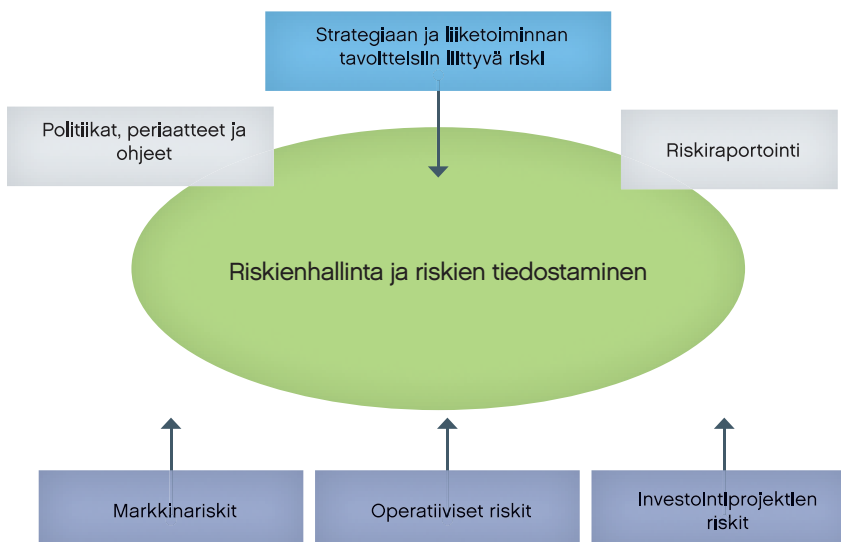 Strategiaan ja liiketoiminnan
tavoitteisiin liittyvä riski
Politiikat, periaatteet ja
ohjeet
Riskiraportointi
Riskienhallinta ja riskien tiedostaminen
Markkinariskit
Operatiiviset riskit
Investointiprojektien
riskit